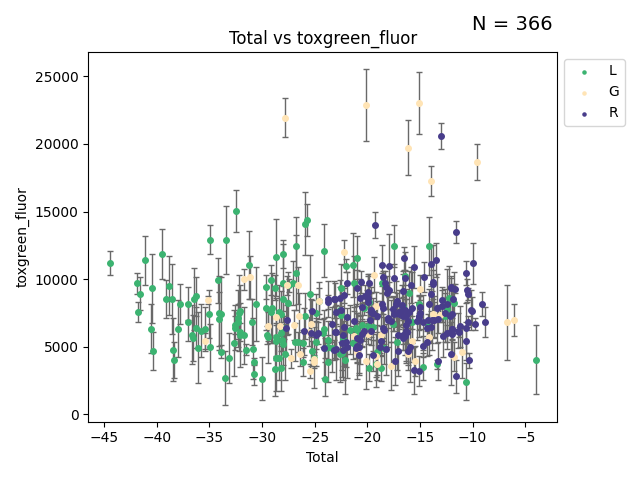 N = 366
Total vs toxgreen_fluor
L
G
R
25000
20000
15000
10000
5000
0
toxgreen_fluor
−45 −40 −35 −30 −25 −20 −15 −10 −5
Total